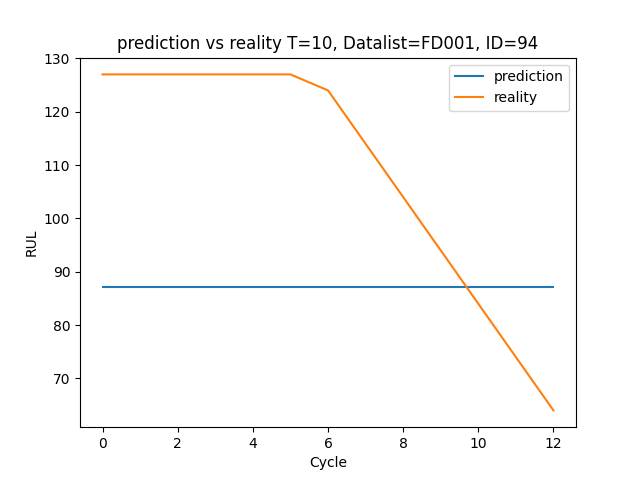 prediction vs reality T=10, Datalist=FD001, ID=94
prediction
reality
RUL
130
120
110
100
90
80
70
0 2 4 6 8 10 12
Cycle